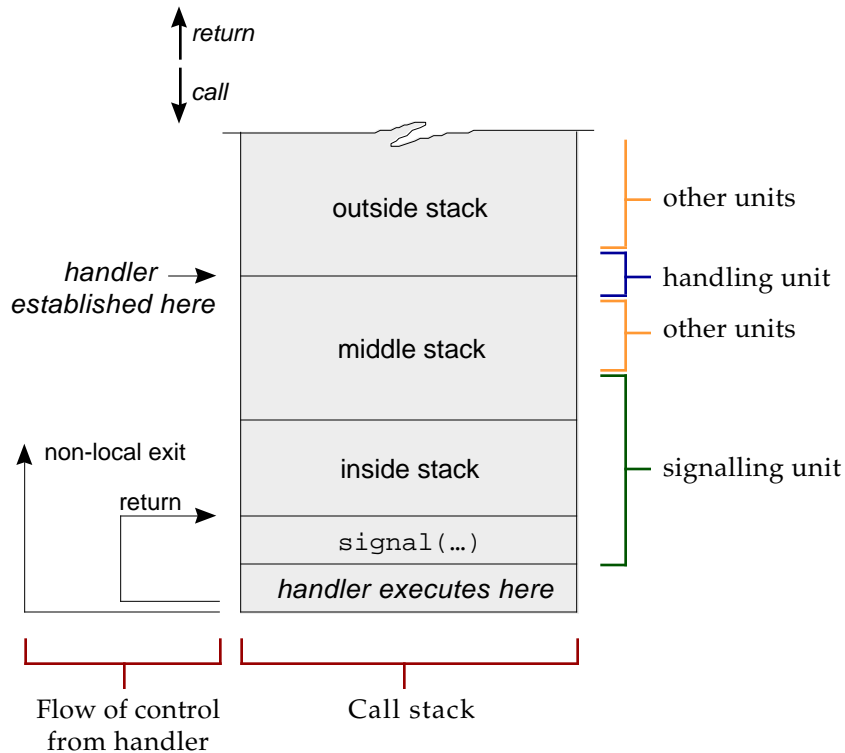 return
call
outside stack
other units
handler
established here
handling unit
middle stack
other units
non-local exit
inside stack
signalling unit
return
signal(…)
handler executes here
Flow of control
from handler
Call stack